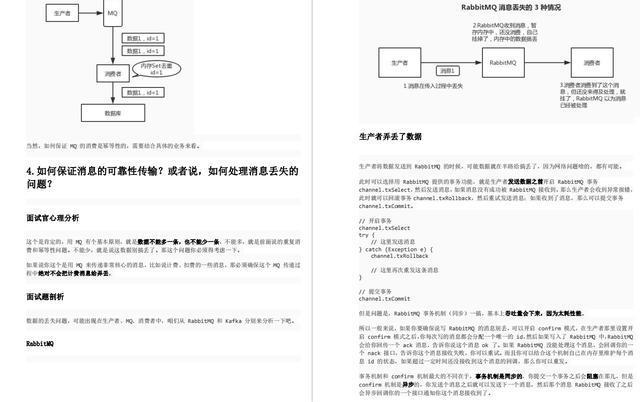 生产者
MQ
数据1, id=1
数据1, id=1
消费者
内存Set去重
id=1
数据1, id=1
数据库
当然，如何保证 MQ 的消费是幂等性的，需要结合具体的业务来看。
4.如何保证消息的可靠性传输？或者说，如何处理消息丢失的
问题？
面试官心理分析
这个是肯定的，用 MQ 有个基本原则，就是数据不能多一条，也不能少一条，不能多，就是前面说的重复消
费和幂等性问题。不能少，就是说这数据别搞丢了。那这个问题你必须得考虑一下。
如果说你这个是用 MQ 来传递非常核心的消息，比如说计费、扣费的一些消息，那必须确保这个 MQ 传递过
程中绝对不会把计费消息给弄丢。
面试题剖析
数据的丢失问题，可能出现在生产者、MQ、消费者中，咱们从 RabbitMQ 和 Kafka 分别来分析一下吧。
RabbitMQ
RabbitMQ 消息丢失的 3 种情况
2.RabbitMQ收到消息，暂
存内存中，还没消费，自己
挂掉了，内存中的数据搞丢
生产者
消息1
RabbitMQ
消费者
1.消息在传入过程中丢失
3.消费者消费到了这个消
息，但还没来得及处理，就
挂了，RabbitMQ 以为消息
已经被处理
生产者弄丢了数据
生产者将数据发送到 RabbitMQ 的时候，可能数据就在半路给搞丢了，因为网络问题啥的，都有可能。
此时可以选择用 RabbitMQ 提供的事务功能，就是生产者发送数据之前开启 RabbitMQ 事务
channel.txSelect，然后发送消息，如果消息没有成功被 RabbitMQ 接收到，那么生产者会收到异常报错，
此时就可以回滚事务 channel.txRollback，然后重试发送消息；如果收到了消息，那么可以提交事务
channel.txCommit。
// 开启事务
channel.txSelect
try {
// 这里发送消息
} catch (Exception e) {
channel.txRollback
// 这里再次重发这条消息
}
// 提交事务
channel.txCommit
但是问题是，RabbitMQ 事务机制（同步）一搞，基本上吞吐量会下来，因为太耗性能。
所以一般来说，如果你要确保说写 RabbitMQ 的消息别丢，可以开启 confirm 模式，在生产者那里设置开
启 confirm 模式之后，你每次写的消息都会分配一个唯一的 id，然后如果写入了 RabbitMQ 中，RabbitMQ
会给你回传一个 ack 消息，告诉你说这个消息 ok 了。如果 RabbitMQ 没能处理这个消息，会回调你的一
个 nack 接口，告诉你这个消息接收失败，你可以重试。而且你可以结合这个机制自己在内存里维护每个消
息 id 的状态，如果超过一定时间还没接收到这个消息的回调，那么你可以重发。
事务机制和 confirm 机制最大的不同在于，事务机制是同步的，你提交一个事务之后会阻塞在那儿，但是
confirm 机制是异步的，你发送个消息之后就可以发送下一个消息，然后那个消息 RabbitMQ 接收了之后
会异步回调你的一个接口通知你这个消息接收到了。